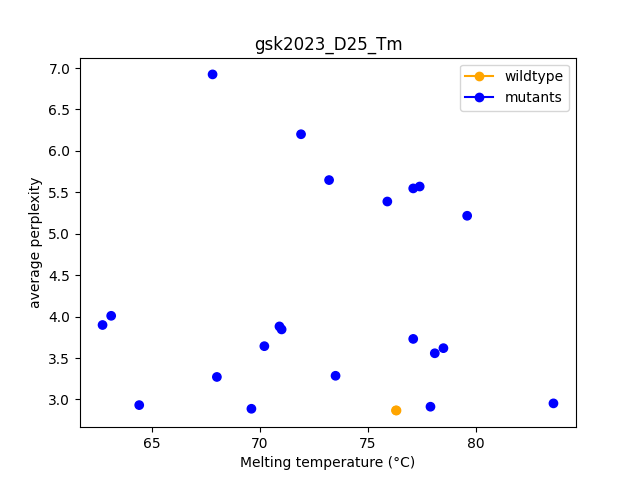 gsk2023_D25_Tm
wildtype
mutants
average perplexity
7.0
6.5
6.0
5.5
5.0
4.5
4.0
3.5
3.0
65 70 75 80
Melting temperature (°C)